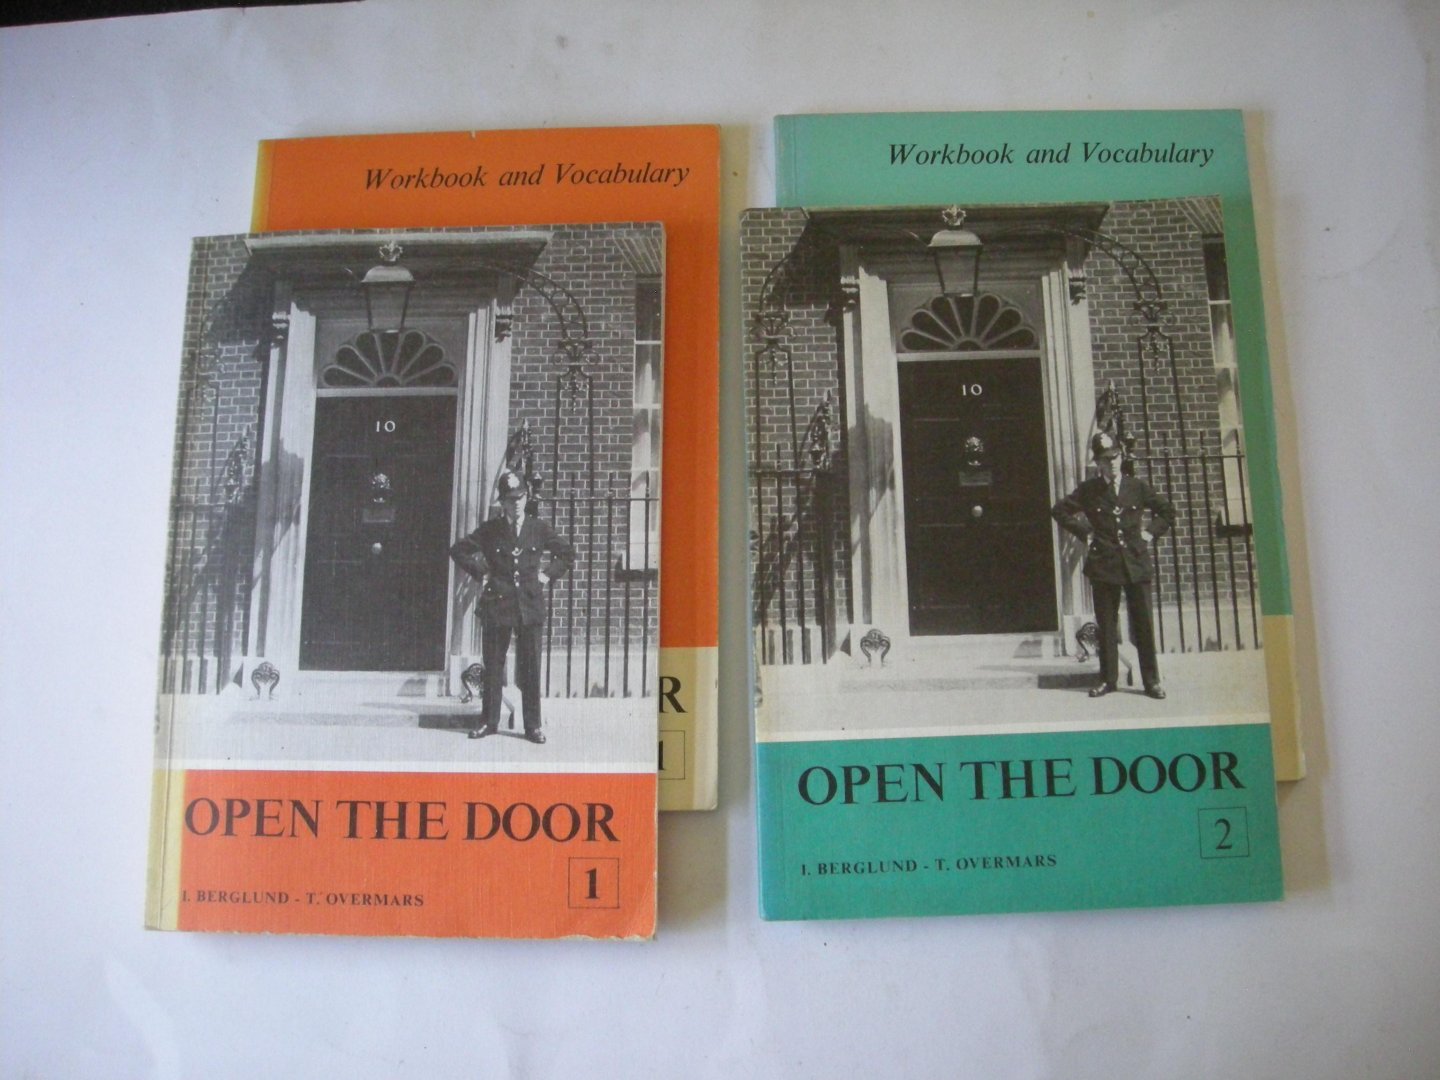 Workbook and Vocabulary
10
R
1
OPEN THE DOOR
1
I. BERGLUND - T. OVERMARS
Workbook and Vocabulary
10
OPEN THE DOOR
2
I. BERGLUND - T. OVERMARS